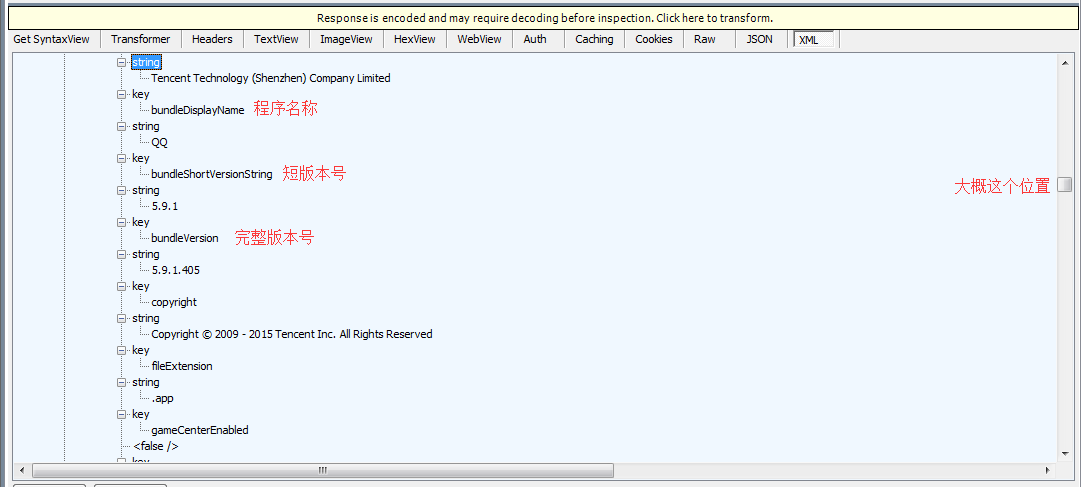 Response is encoded and may require decoding before inspection. Click here to transform.
Get SyntaxView Transformer Headers TextView ImageView HexView WebView Auth Caching Cookies Raw JSON XML
string
Tencent Technology (Shenzhen) Company Limited
key
bundleDisplayName 程序名称
string
QQ
key
bundleShortVersionString 短版本号
大概这个位置
string
5.9.1
key
bundleVersion 完整版本号
string
5.9.1.405
key
copyright
string
Copyright © 2009 - 2015 Tencent Inc. All Rights Reserved
key
fileExtension
string
.app
key
gameCenterEnabled
<false />
key